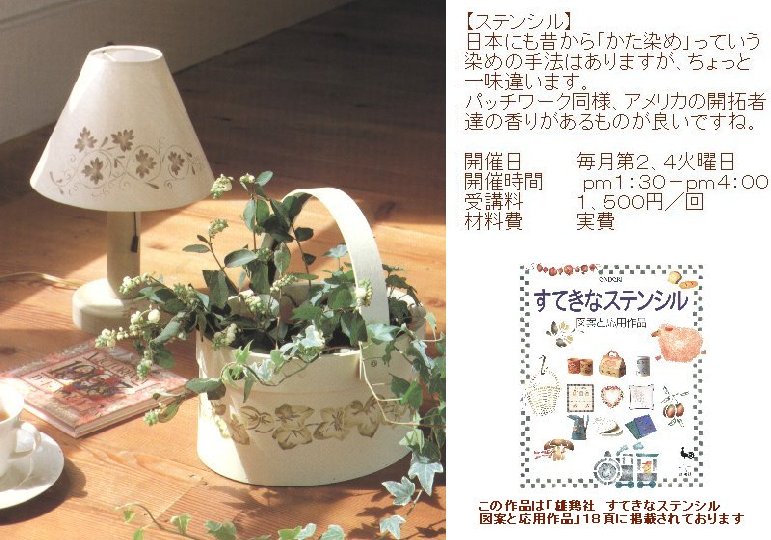 【ステンシル】
日本にも昔から「かた染め」っていう
染めの手法はありますが、ちょっと
一味違います。
パッチワーク同様、アメリカの開拓者
達の香りがあるものが良いですね。
開催日　　　毎月第２、４火曜日
開催時間　　ｐｍ１：３０－ｐｍ４：００
受講料　　　１、５００円／回
材料費　　　実費
ONDORI
すてきなステンシル
図案と応用作品
この作品は「雄鶏社　すてきなステンシル
図案と応用作品」１８頁に掲載されております